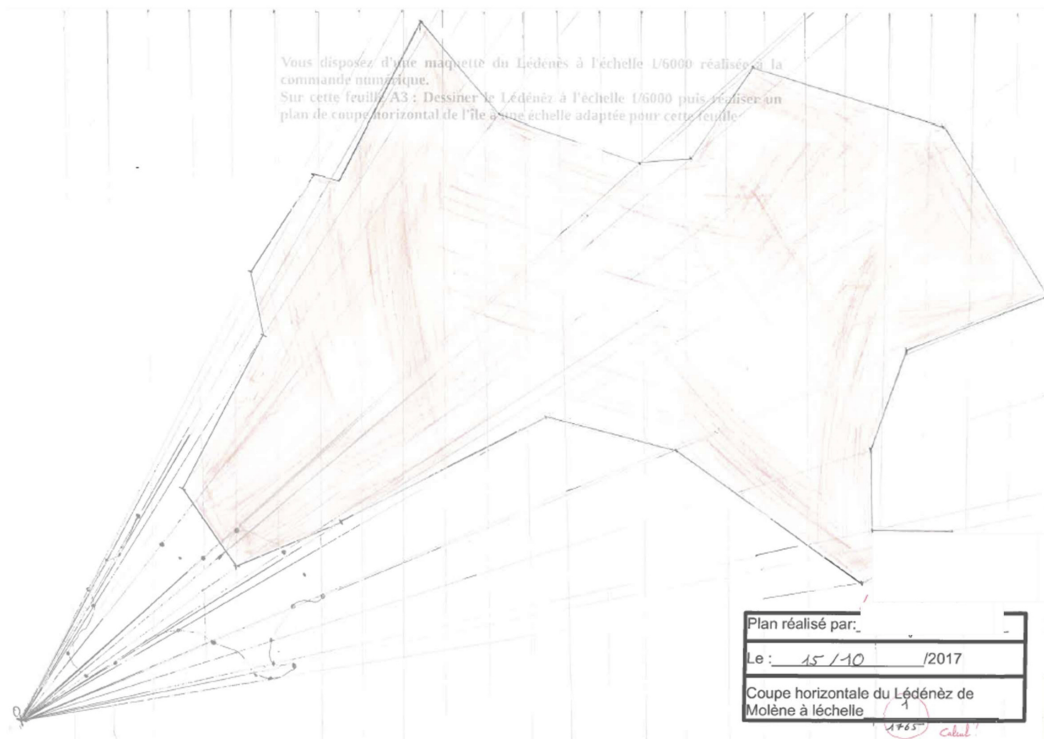 Vous disposez d'une maquette du Lédénès à l'échelle 1/6000 réalisée à la
commande numérique.
Sur cette feuille A3 : Dessiner le Lédénèz à l'échelle 1/6000 puis réaliser un
plan de coupe horizontal de l'île à une échelle adaptée pour cette feuille
O
Plan réalisé par:
Le : 15/10 /2017
Coupe horizontale du Lédénèz de
Molène à léchelle 1
1765
Calcul